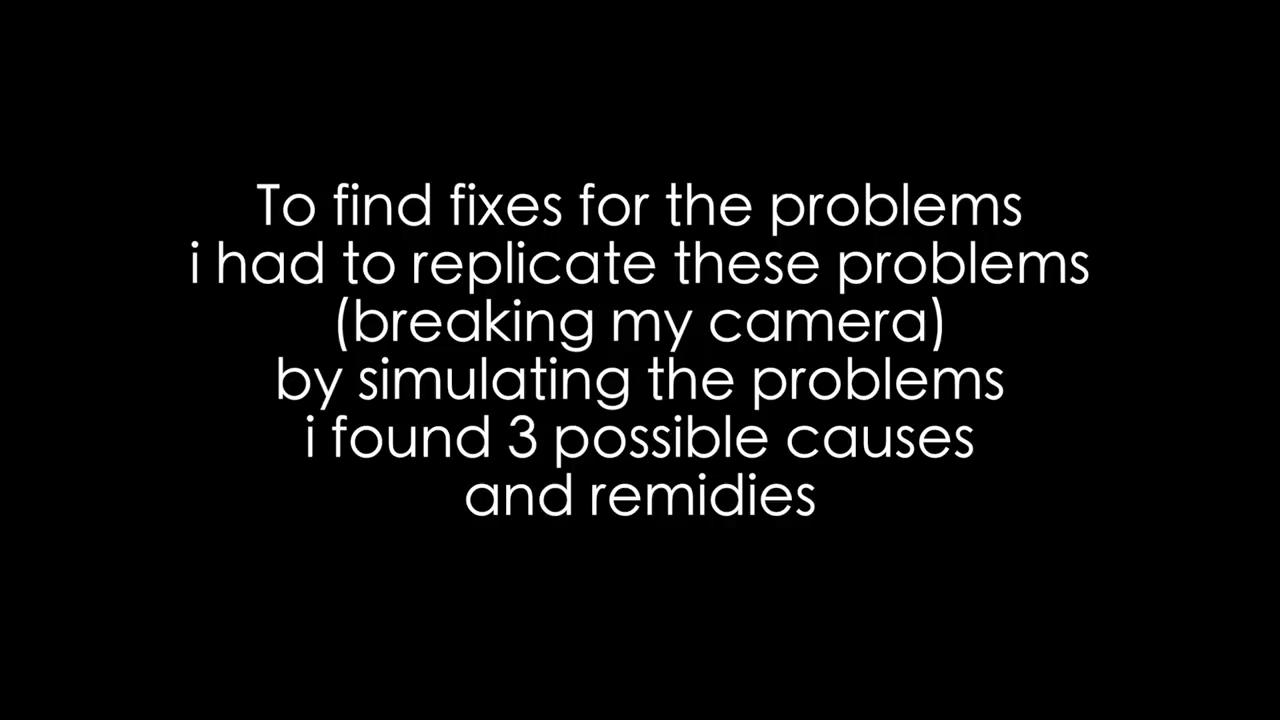 To find fixes for the problems
i had to replicate these problems
(breaking my camera)
by simulating the problems
i found 3 possible causes
and remidies